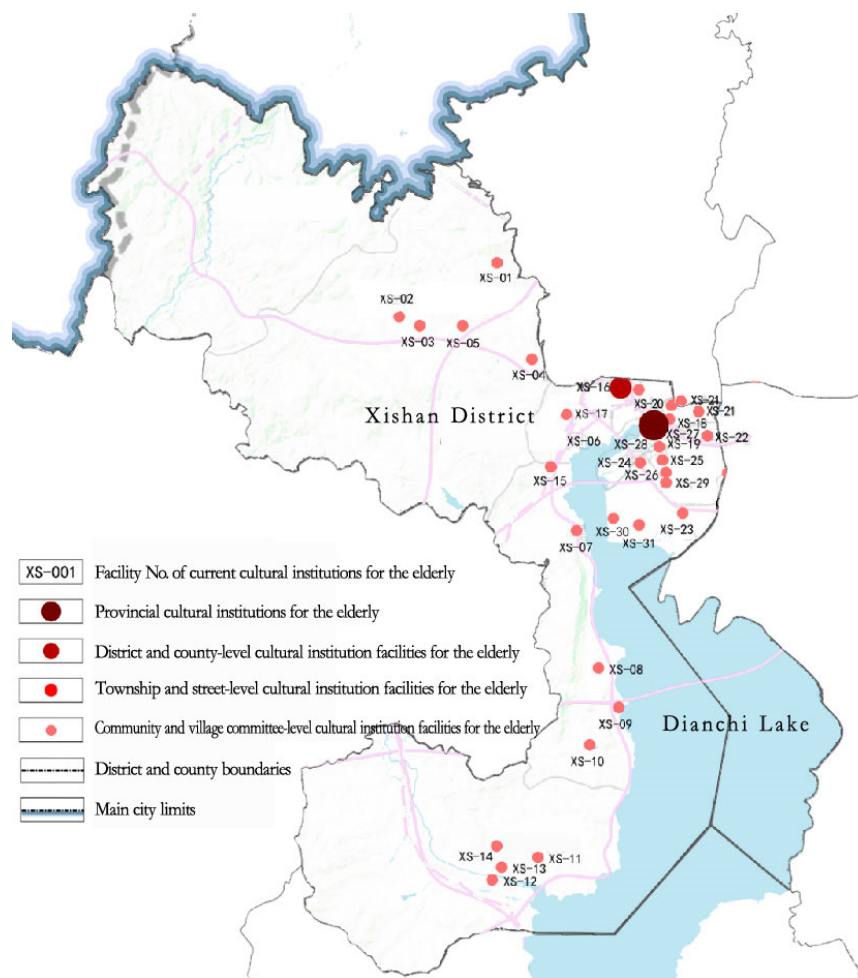 XS-01
XS-02
XS-03
XS-05
XS-04
XS-16
XS-20
XS-21
XS-21
XS-17
XS-18
Xishan District
XS-06
XS-27
XS-22
XS-28
XS-19
XS-24
XS-25
XS-15
XS-26
XS-29
XS-23
XS-30
XS-31
XS-07
XS-001 Facility No. of current cultural institutions for the elderly
Provincial cultural institutions for the elderly
District and county-level cultural institution facilities for the elderly
XS-08
Township and street-level cultural institution facilities for the elderly
XS-09
Dianchi Lake
Community and village committee-level cultural institution facilities for the elderly
XS-10
District and county boundaries
Main city limits
XS-14
XS-11
XS-13
XS-12